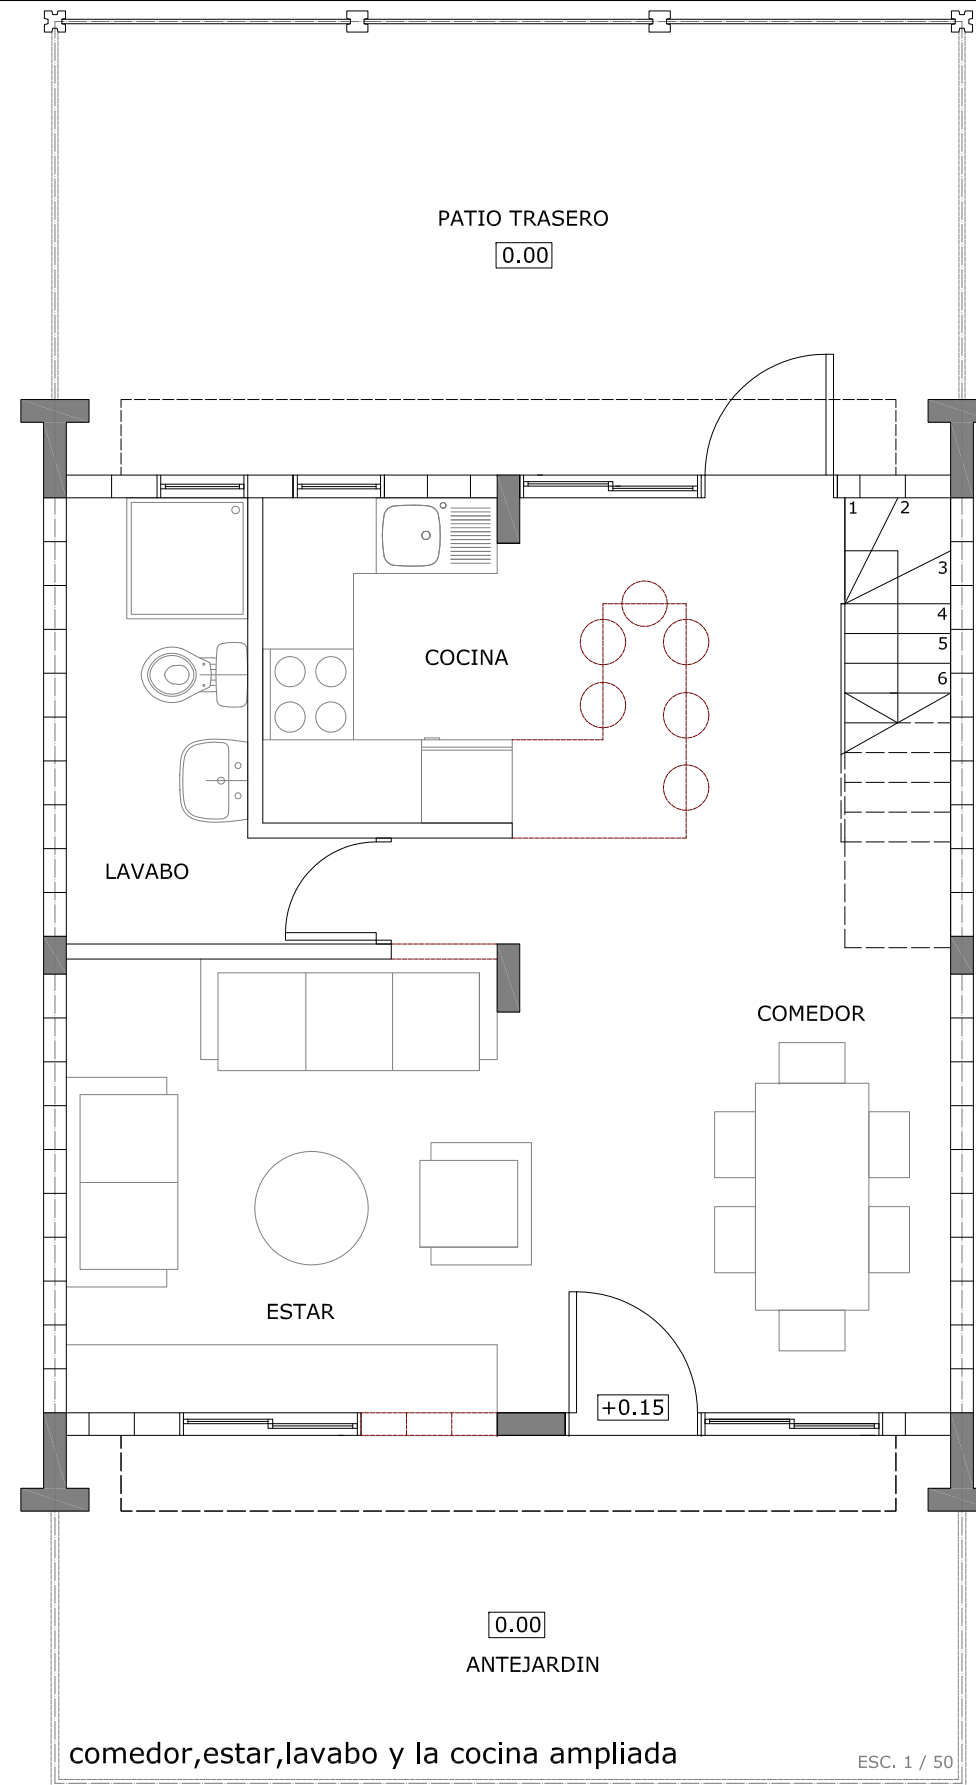 PATIO TRASERO
0.00
1
2
3
4
5
6
COCINA
LAVABO
COMEDOR
ESTAR
+0.15
0.00
ANTEJARDIN
comedor,estar,lavabo y la cocina ampliada
ESC. 1 / 50